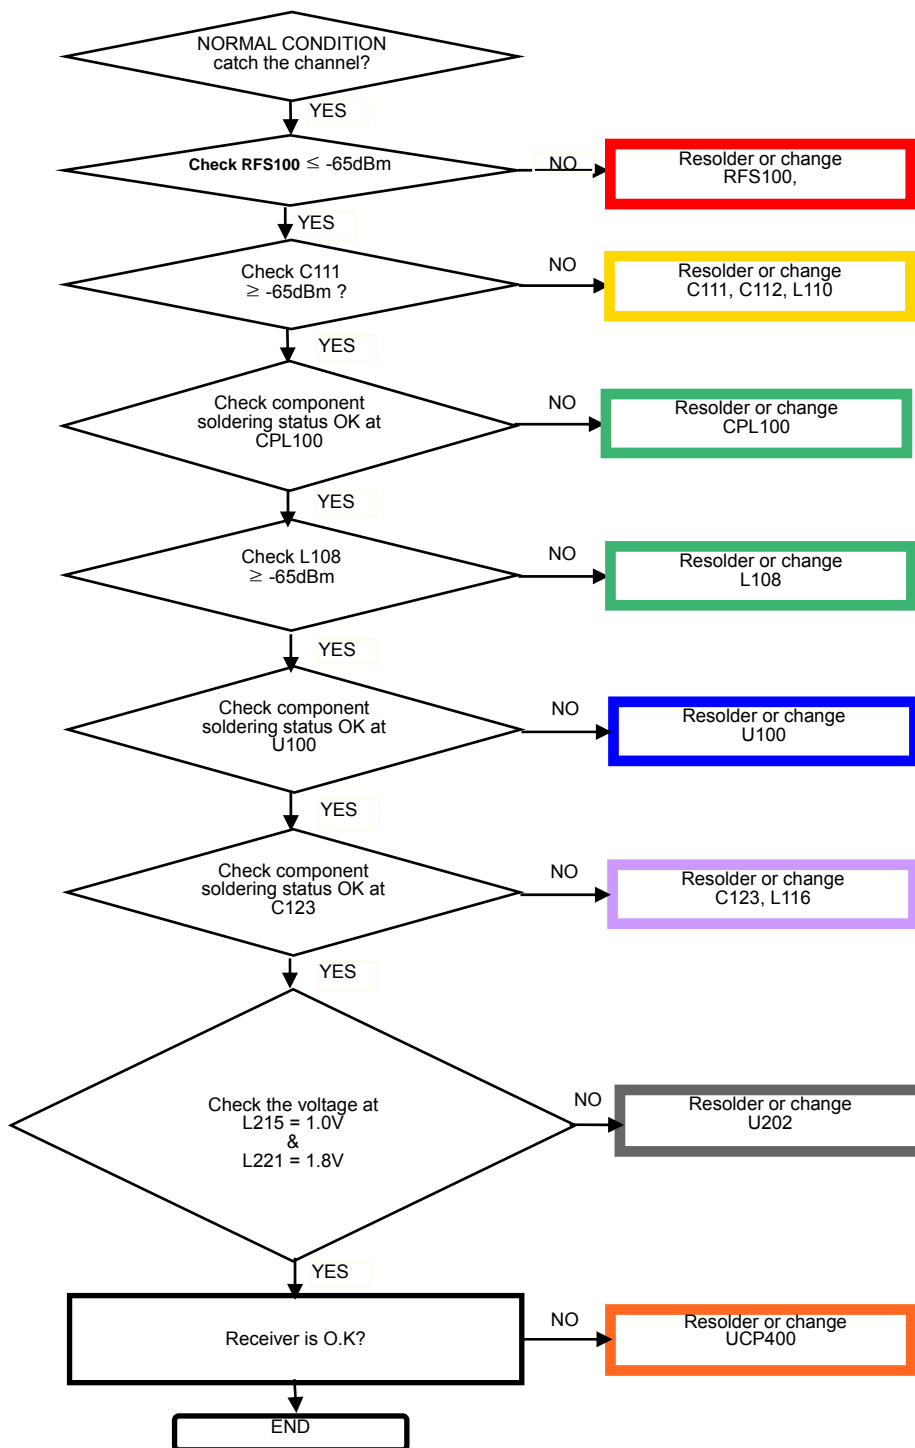 NORMAL CONDITION
catch the channel?
YES
Check RFS100 ≤ -65dBm
NO
Resolder or change
RFS100,
YES
Check C111
≥ -65dBm ?
NO
Resolder or change
C111, C112, L110
YES
Check component
soldering status OK at
CPL100
NO
Resolder or change
CPL100
YES
Check L108
≥ -65dBm
NO
Resolder or change
L108
YES
Check component
soldering status OK at
U100
NO
Resolder or change
U100
YES
Check component
soldering status OK at
C123
NO
Resolder or change
C123, L116
YES
Check the voltage at
L215 = 1.0V
&
L221 = 1.8V
NO
Resolder or change
U202
YES
Receiver is O.K?
NO
Resolder or change
UCP400
END